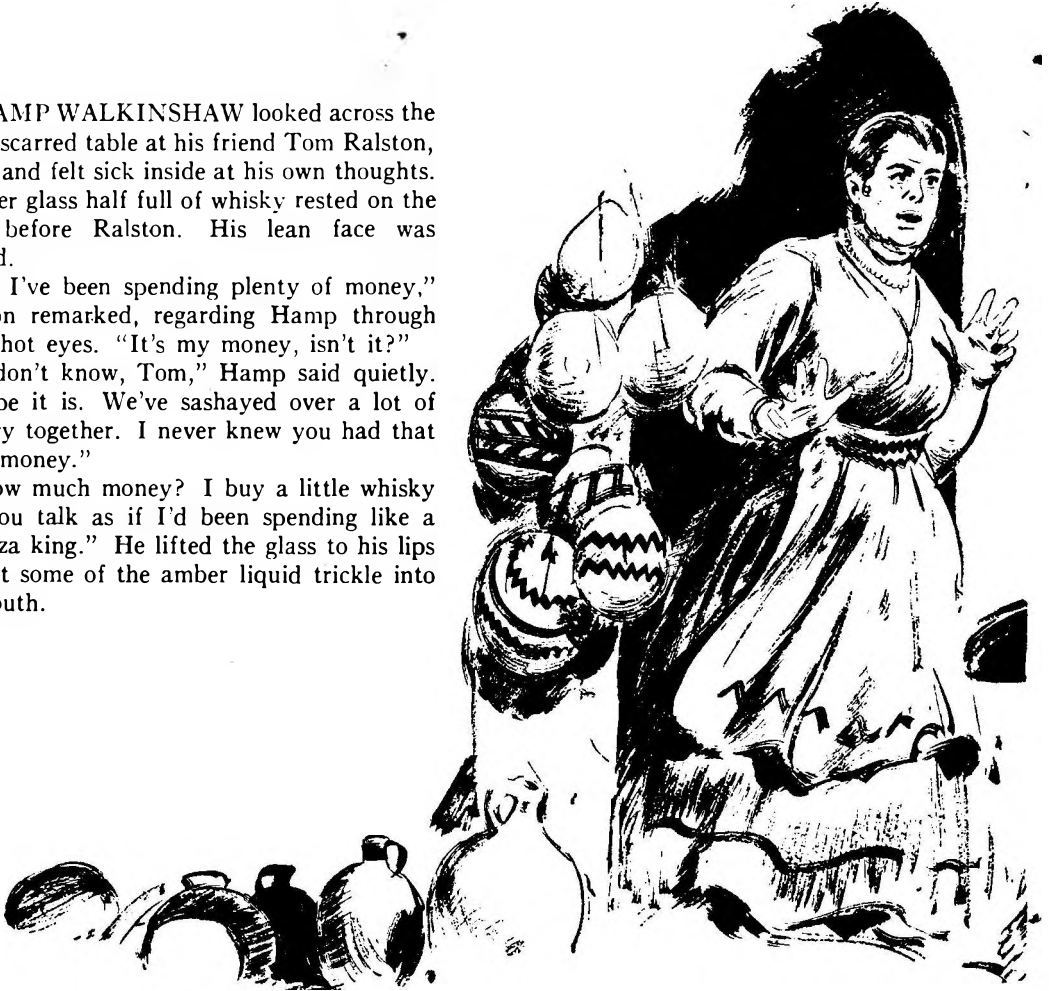 AMP WALKINSHAW looked across the
scarred table at his friend Tom Ralston,
and felt sick inside at his own thoughts.
er glass half full of whisky rested on the
before Ralston. His lean face was
d.
I've been spending plenty of money,"
on remarked, regarding Hamp through
hot eyes. "It's my money, isn't it?"
don't know, Tom," Hamp said quietly.
be it is. We've sashayed over a lot of
ry together. I never knew you had that
money."
ow much money? I buy a little whisky
ou talk as if I'd been spending like a
za king." He lifted the glass to his lips
t some of the amber liquid trickle into
outh.